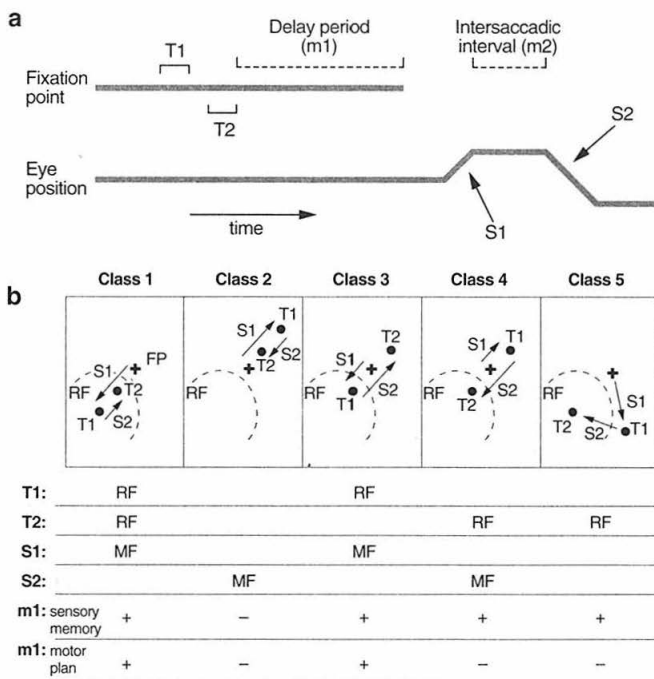 a
T1
Delay period
(m1)
Intersaccadic
interval (m2)
Fixation
point
T2
S2
Eye
position
time
S1
b
Class 1 Class 2 Class 3 Class 4 Class 5
S1 FP RF T2 T1 S2
T1 S1 S2 T2 RF
T2 S1 RF S2 T1
T1 S1 RF S2 T2
RF S1 T2 S2 T1
T1: RF RF
T2: RF RF RF
S1: MF MF
S2: MF MF
m1: sensory memory + − + + +
m1: motor plan + − + − −